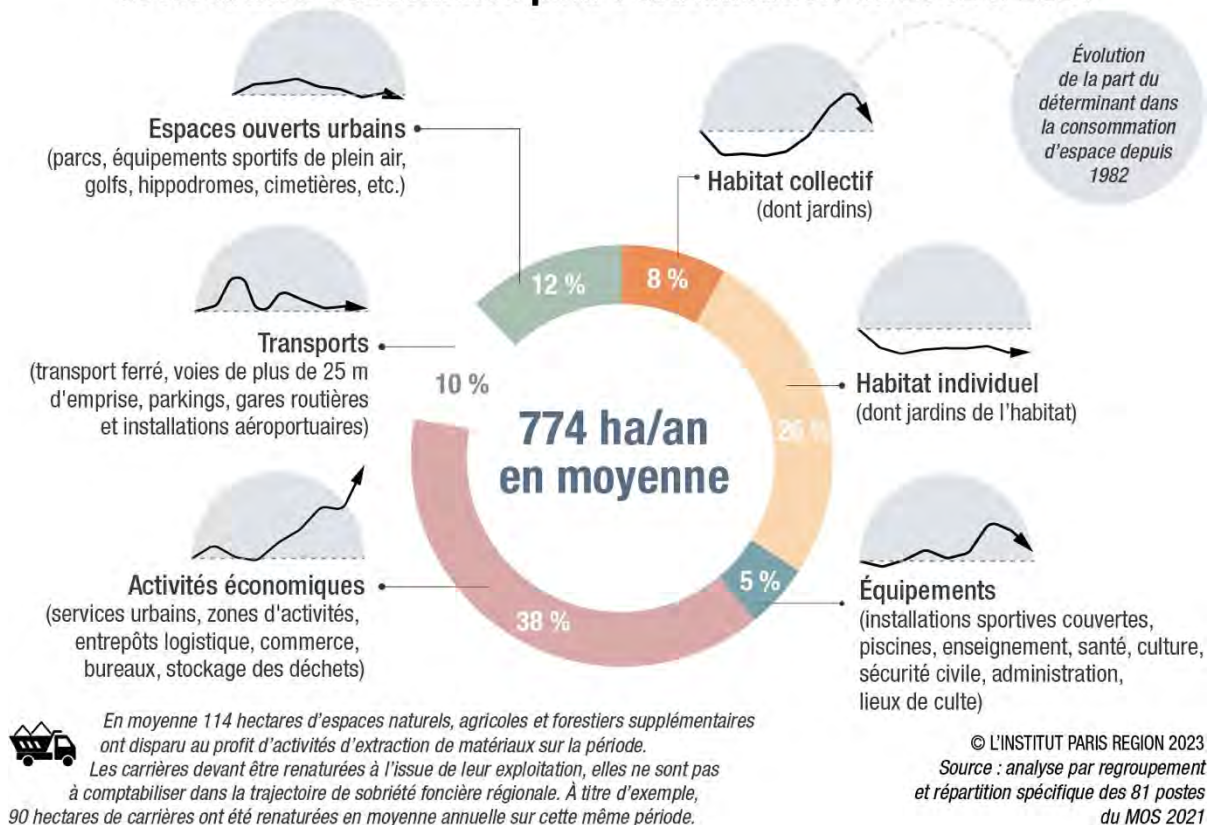 Évolution
de la part du
déterminant dans
la consommation
d'espace depuis
1982
Espaces ouverts urbains
(parcs, équipements sportifs de plein air,
golfs, hippodromes, cimetières, etc.)
Habitat collectif
(dont jardins)
12 %
8 %
Transports
(transport ferré, voies de plus de 25 m
d'emprise, parkings, gares routières
et installations aéroportuaires)
10 %
Habitat individuel
(dont jardins de l'habitat)
26 %
774 ha/an
en moyenne
Activités économiques
(services urbains, zones d'activités,
entrepôts logistique, commerce,
bureaux, stockage des déchets)
38 %
5 %
Équipements
(installations sportives couvertes,
piscines, enseignement, santé, culture,
sécurité civile, administration,
lieux de culte)
En moyenne 114 hectares d'espaces naturels, agricoles et forestiers supplémentaires
ont disparu au profit d'activités d'extraction de matériaux sur la période.
Les carrières devant être renaturées à l'issue de leur exploitation, elles ne sont pas
à comptabiliser dans la trajectoire de sobriété foncière régionale. À titre d'exemple,
90 hectares de carrières ont été renaturées en moyenne annuelle sur cette même période.
© L'INSTITUT PARIS REGION 2023
Source : analyse par regroupement
et répartition spécifique des 81 postes
du MOS 2021